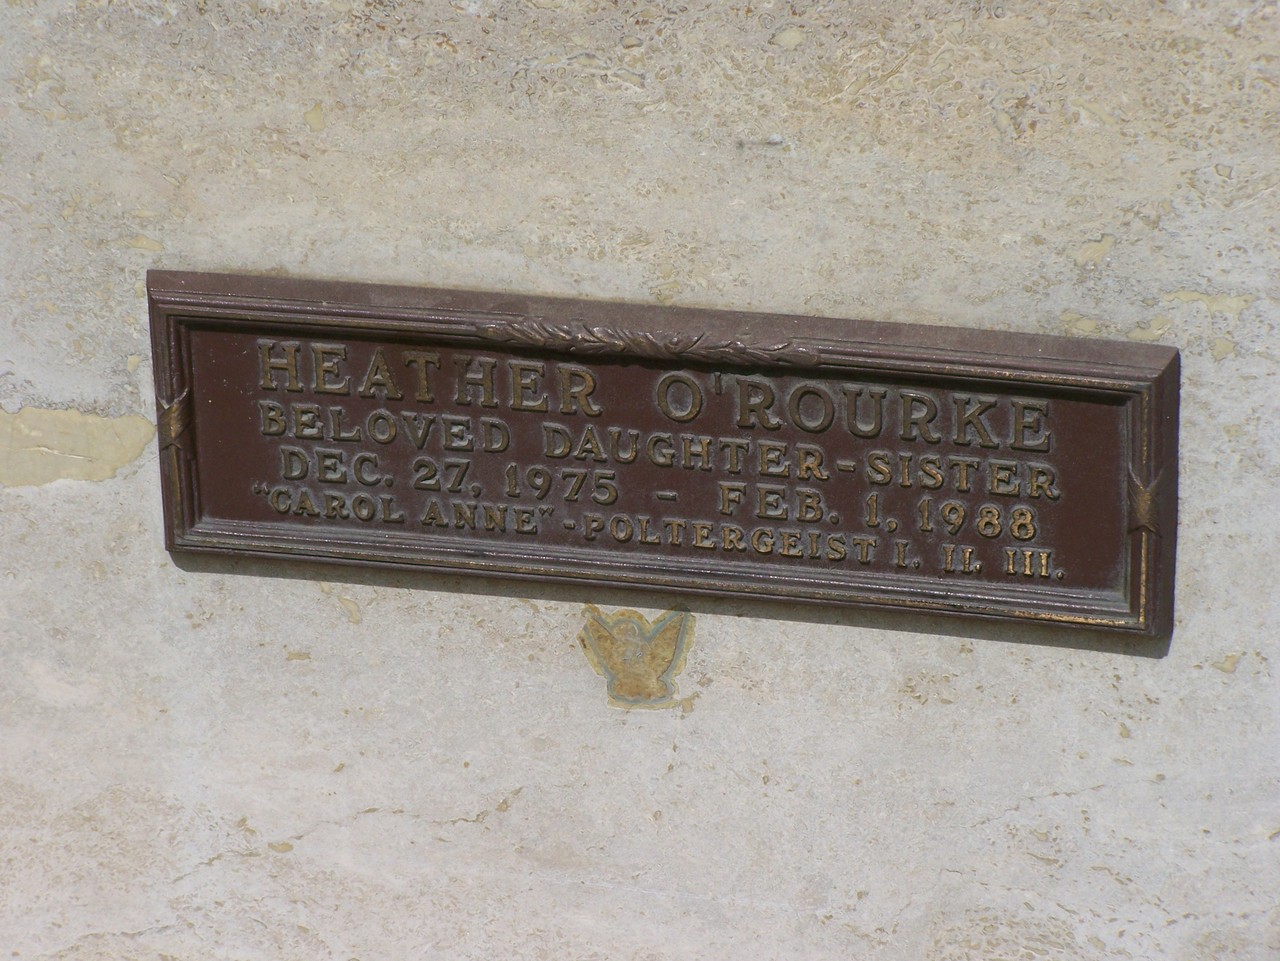 HEATHER O'ROURKE
BELOVED DAUGHTER-SISTER
DEC. 27, 1975 - FEB. 1, 1988
"CAROL ANNE"-POLTERGEIST I. II. III.